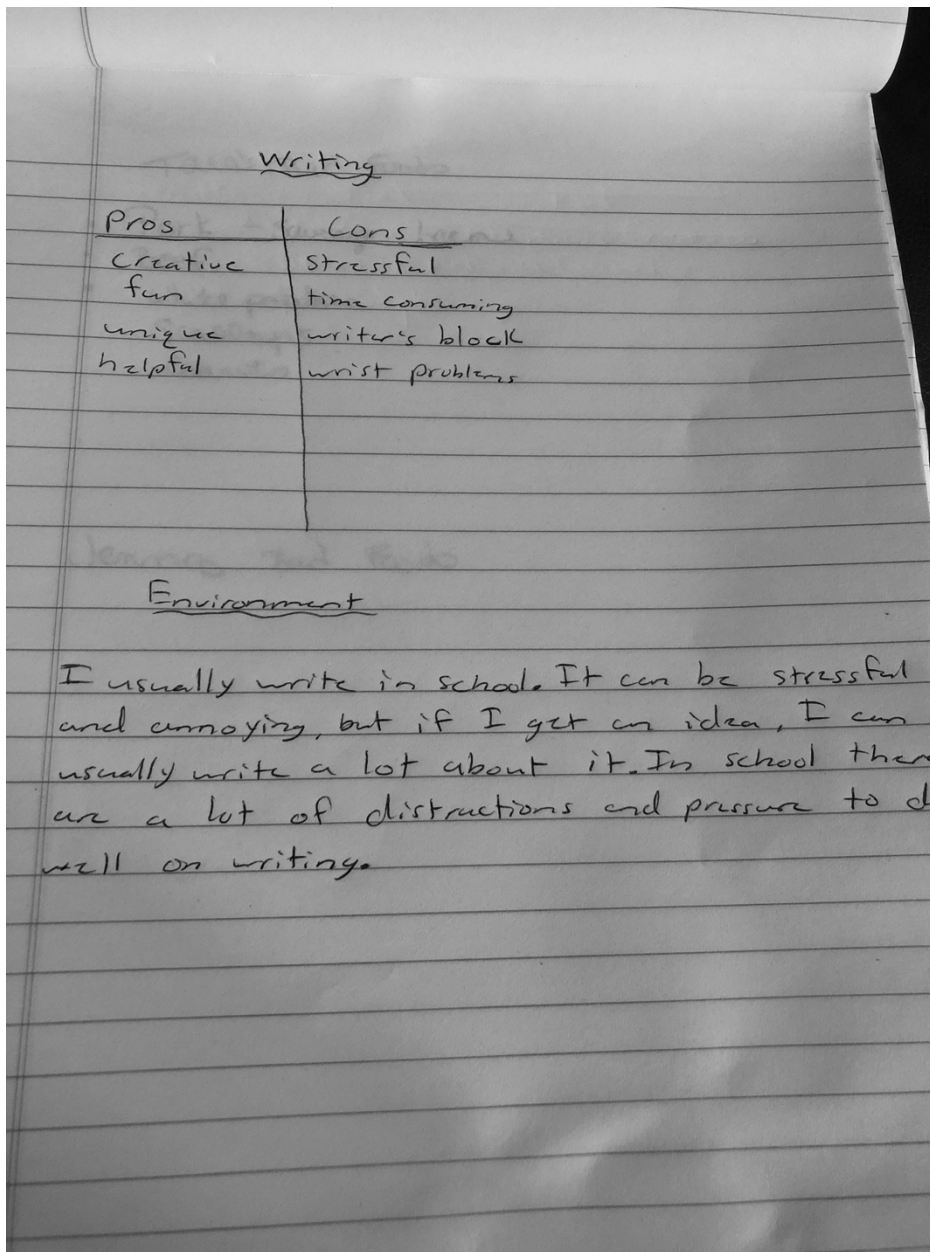 Writing
Pros Cons
creative stressful
fun time consuming
unique writer's block
helpful wrist problems
Environment
I usually write in school. It can be stressful
and annoying, but if I get an idea, I can
usually write a lot about it. In school ther
are a lot of distractions and pressure to d
well on writing.